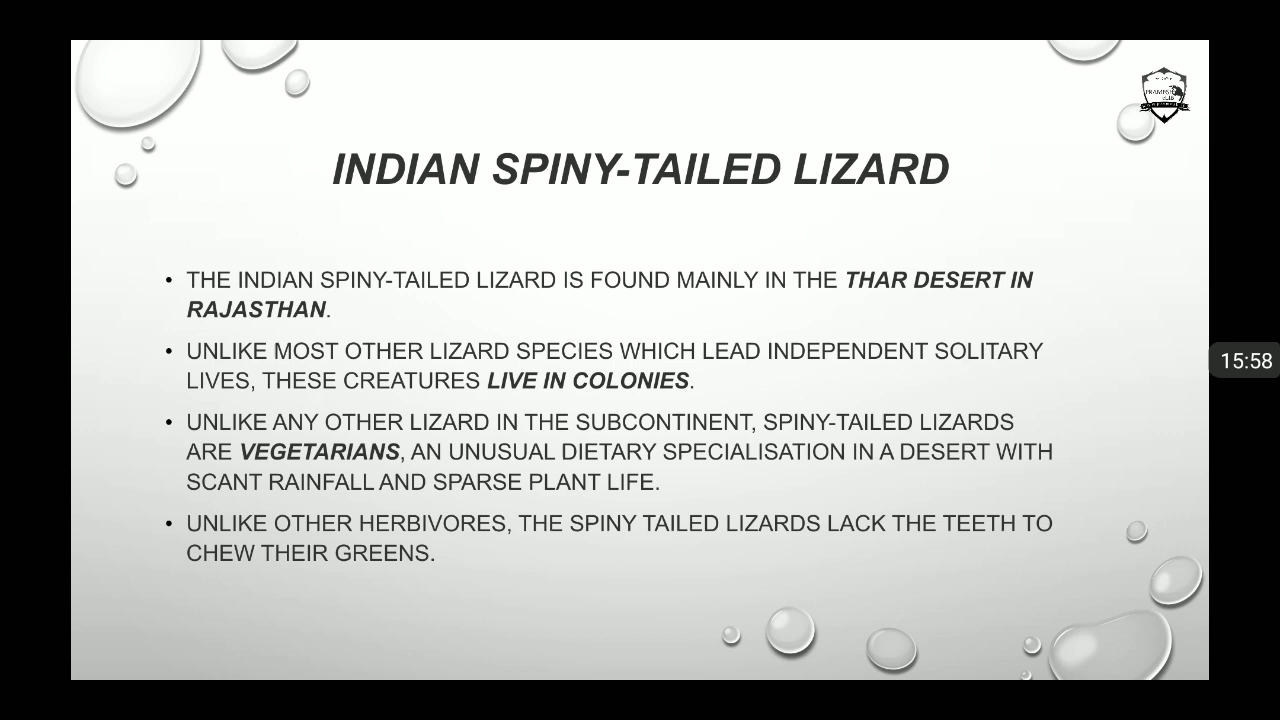 INDIAN SPINY-TAILED LIZARD
• THE INDIAN SPINY-TAILED LIZARD IS FOUND MAINLY IN THE THAR DESERT IN
RAJASTHAN.
• UNLIKE MOST OTHER LIZARD SPECIES WHICH LEAD INDEPENDENT SOLITARY
LIVES, THESE CREATURES LIVE IN COLONIES.
• UNLIKE ANY OTHER LIZARD IN THE SUBCONTINENT, SPINY-TAILED LIZARDS
ARE VEGETARIANS, AN UNUSUAL DIETARY SPECIALISATION IN A DESERT WITH
SCANT RAINFALL AND SPARSE PLANT LIFE.
• UNLIKE OTHER HERBIVORES, THE SPINY TAILED LIZARDS LACK THE TEETH TO
CHEW THEIR GREENS.
15:58